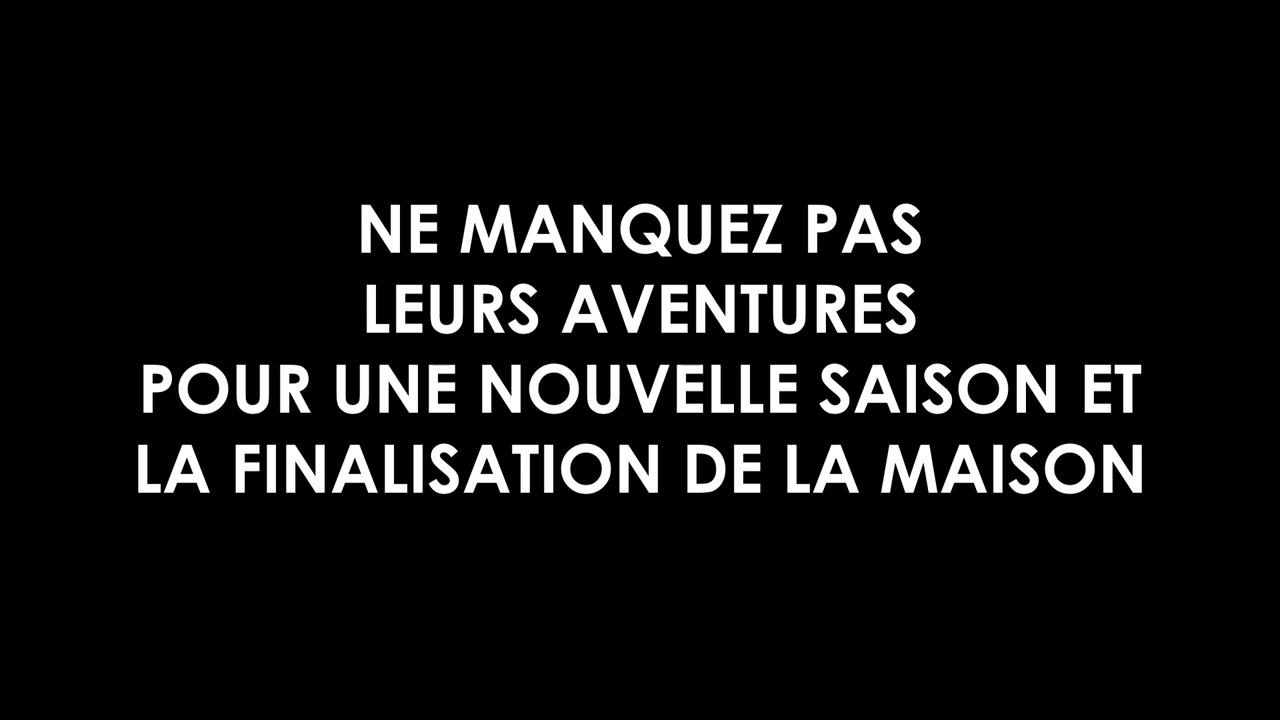 NE MANQUEZ PAS
LEURS AVENTURES
POUR UNE NOUVELLE SAISON ET
LA FINALISATION DE LA MAISON